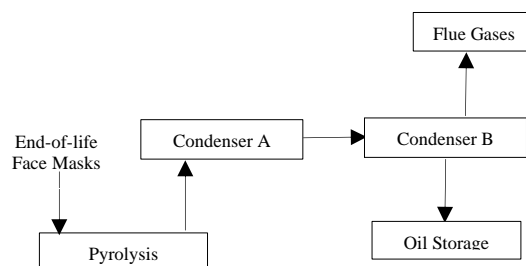 Flue Gases
End-of-life
Face Masks
Condenser A
Condenser B
Pyrolysis
Oil Storage